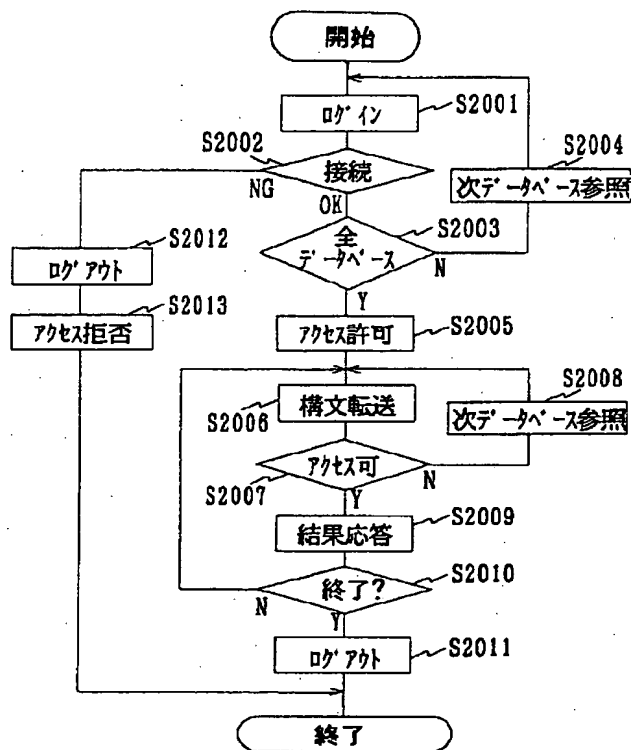 開始
S2001
ログイン
S2002
接続
S2004
NG
OK
次データベース参照
S2003
全
データベース
N
S2012
ログアウト
Y
S2013
アクセス拒否
アクセス許可
S2005
S2008
構文転送
S2006
次データベース参照
アクセス可
S2007
N
Y
S2009
結果応答
S2010
終了?
N
Y
ログアウト
S2011
終了